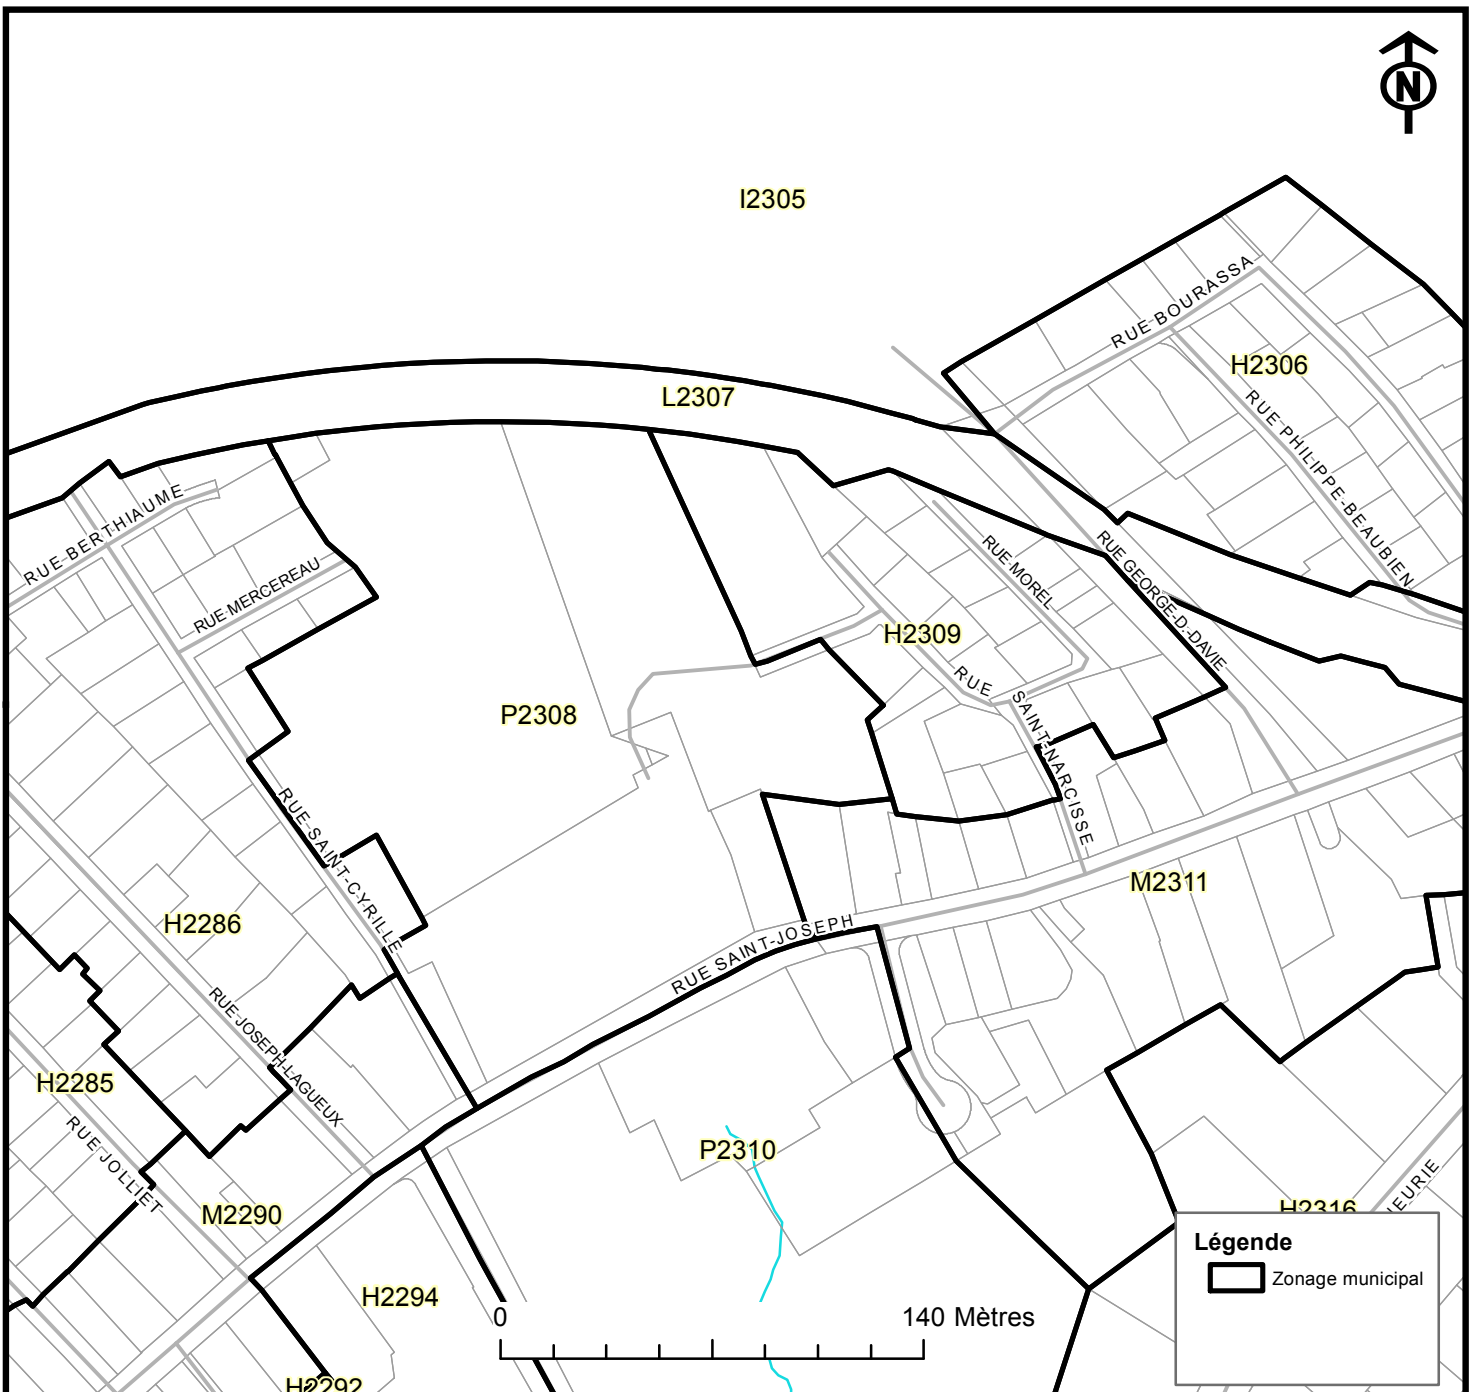 N
I2305
RUE BOURASSA
H2306
L2307
RUE PHILIPPE-BEAUBIEN
RUE BERTHIAUME
RUE MERCEREAU
RUE MOREL
RUE GEORGE-D.-DAVIE
H2309
RUE SAINT-NARCISSE
P2308
RUE SAINT-CYRILLE
H2286
M2311
RUE SAINT-JOSEPH
RUE JOSEPH-LAGUEUX
H2285
RUE JOLLIET
P2310
M2290
H2316
Légende
Zonage municipal
H2294
0 140 Mètres
H2292